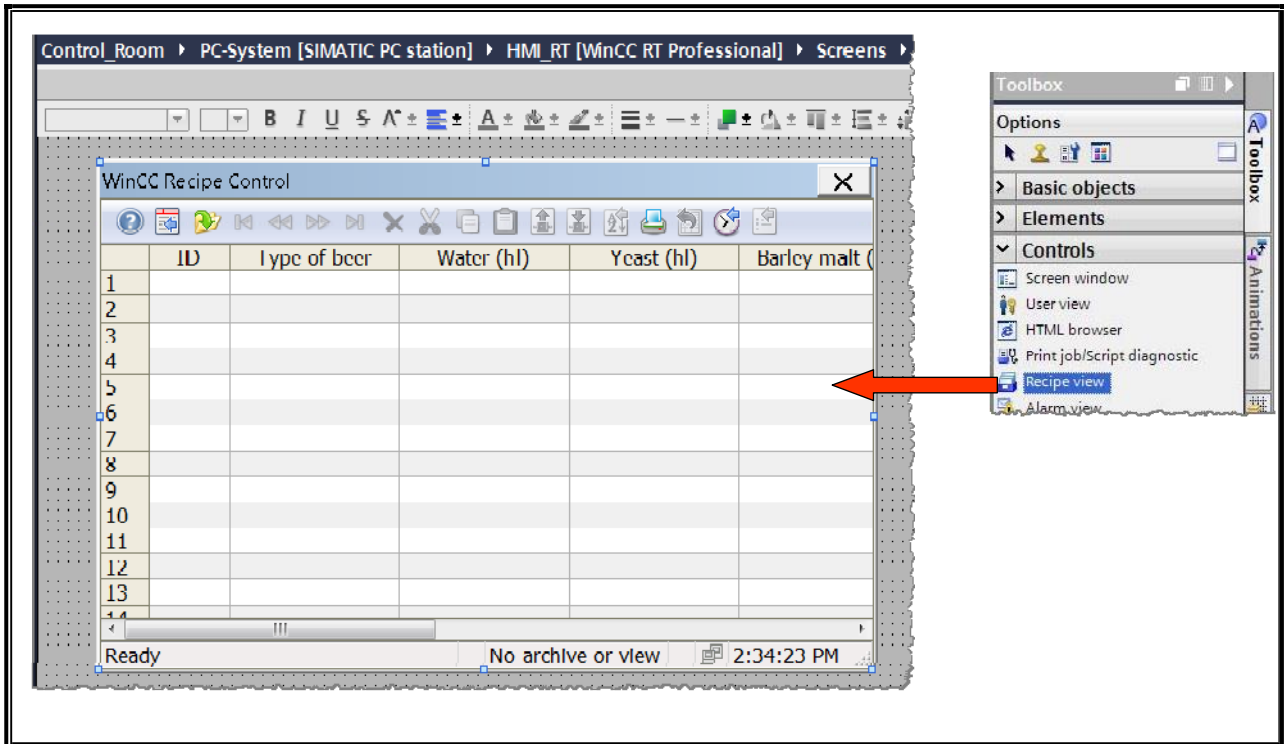 Control_Room PC-System [SIMATIC PC station] HMI_RT [WinCC RT Professional] Screens
B I U S A
WinCC Recipe Control
ID Type of beer Water (hl) Yeast (hl) Barley malt (
1
2
3
4
5
6
7
8
9
10
11
12
13
14
Ready No archive or view 2:34:23 PM
Toolbox
Options
Basic objects
Elements
Controls
Screen window
User view
HTML browser
Print job/Script diagnostic
Recipe view
Alarm view
Toolbox
Animations